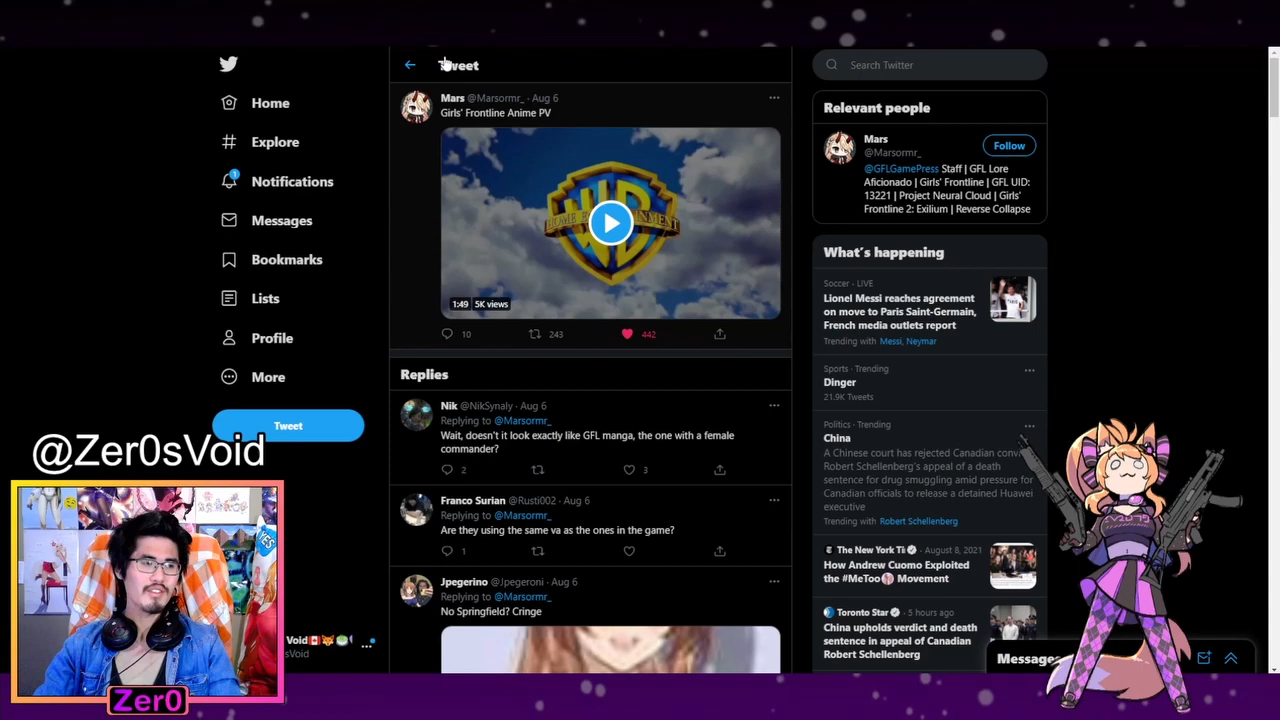 Home
Explore
1
Notifications
Messages
Bookmarks
Lists
Profile
More
Tweet
@Zer0sVoid
Void
sVoid
Zer0
YES
Tweet
Mars @Marsormr_ · Aug 6
Girls' Frontline Anime PV
WB
1:49 5K views
10 243 442
Replies
Nik @NikSynaly · Aug 6
Replying to @Marsormr_
Wait, doesn't it look exactly like GFL manga, the one with a female
commander?
2 3
Franco Surian @Rusti002 · Aug 6
Replying to @Marsormr_
Are they using the same va as the ones in the game?
1
Jpegerino @Jpegeroni · Aug 6
Replying to @Marsormr_
No Springfield? Cringe
Search Twitter
Relevant people
Mars
@Marsormr_
Follow
@GFLGamePress Staff | GFL Lore
Aficionado | Girls' Frontline | GFL UID:
13221 | Project Neural Cloud | Girls'
Frontline 2: Exilium | Reverse Collapse
What's happening
Soccer · LIVE
Lionel Messi reaches agreement
on move to Paris Saint-Germain,
French media outlets report
Trending with Messi, Neymar
Sports · Trending
Dinger
21.9K Tweets
Politics · Trending
China
A Chinese court has rejected Canadian
Robert Schellenberg's appeal of a death
sentence for drug smuggling amid pressure for
Canadian officials to release a detained Huawei
executive
Trending with Robert Schellenberg
The New York · August 8, 2021
How Andrew Cuomo Exploited
the #MeToo Movement
Toronto Star · 5 hours ago
China upholds verdict and death
sentence in appeal of Canadian
Robert Schellenberg
Messages